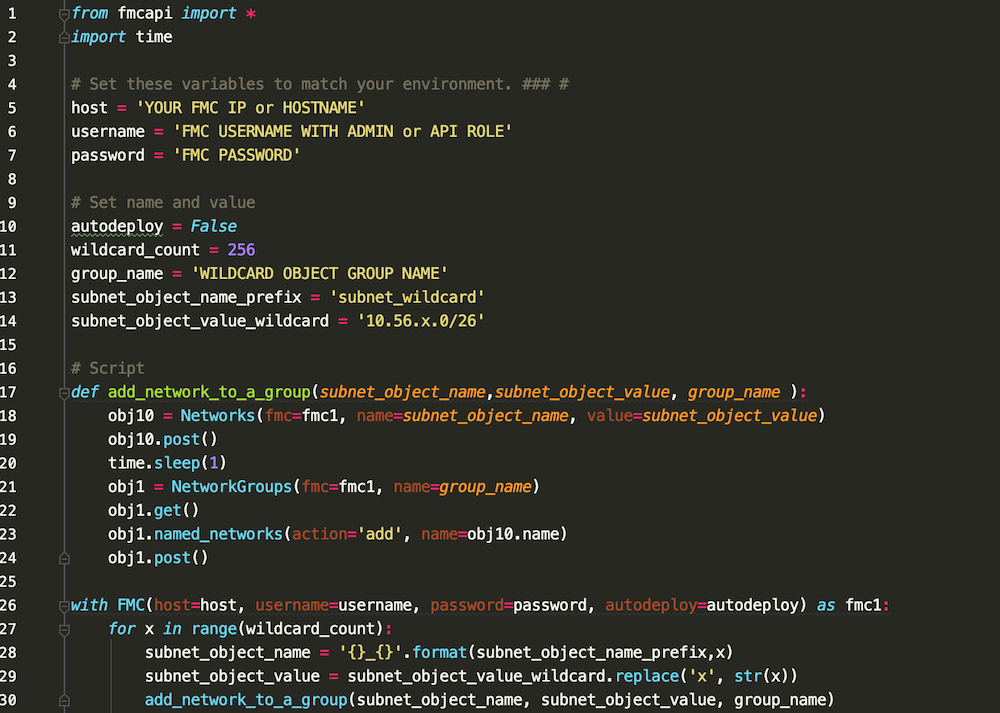 1 from fmcapi import *
2 import time
3
4 # Set these variables to match your environment. ### #
5 host = 'YOUR FMC IP or HOSTNAME'
6 username = 'FMC USERNAME WITH ADMIN or API ROLE'
7 password = 'FMC PASSWORD'
8
9 # Set name and value
10 autodeploy = False
11 wildcard_count = 256
12 group_name = 'WILDCARD OBJECT GROUP NAME'
13 subnet_object_name_prefix = 'subnet_wildcard'
14 subnet_object_value_wildcard = '10.56.x.0/26'
15
16 # Script
17 def add_network_to_a_group(subnet_object_name,subnet_object_value, group_name ):
18     obj10 = Networks(fmc=fmc1, name=subnet_object_name, value=subnet_object_value)
19     obj10.post()
20     time.sleep(1)
21     obj1 = NetworkGroups(fmc=fmc1, name=group_name)
22     obj1.get()
23     obj1.named_networks(action='add', name=obj10.name)
24     obj1.post()
25
26 with FMC(host=host, username=username, password=password, autodeploy=autodeploy) as fmc1:
27     for x in range(wildcard_count):
28         subnet_object_name = '{}_{}'.format(subnet_object_name_prefix,x)
29         subnet_object_value = subnet_object_value_wildcard.replace('x', str(x))
30         add_network_to_a_group(subnet_object_name, subnet_object_value, group_name)